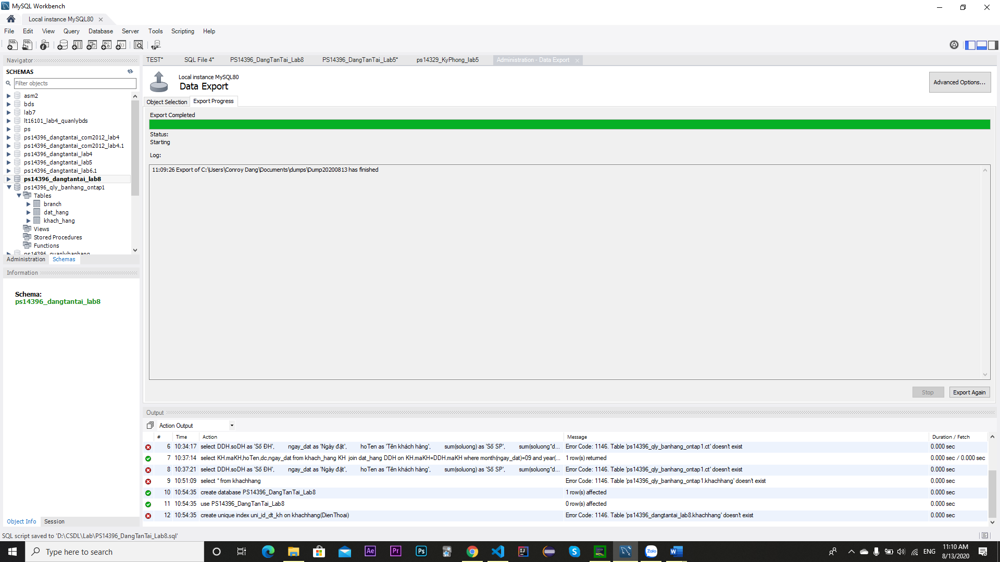 MySQL Workbench
Local instance MySQL80
File Edit View Query Database Server Tools Scripting Help
Navigator
SCHEMAS
Filter objects
asm2
bds
lab7
lt16101_lab4_quanlybds
ps
ps14396_dangtantai_com2012_lab4
ps14396_dangtantai_com2012_lab4.1
ps14396_dangtantai_lab4
ps14396_dangtantai_lab5
ps14396_dangtantai_lab6.1
ps14396_dangtantai_lab8
ps14396_qly_banhang_ontap1
Tables
branch
dat_hang
khach_hang
Views
Stored Procedures
Functions
ps14396_quanlybanhang
Administration Schemas
Information
Schema:
ps14396_dangtantai_lab8
Object Info Session
TEST* SQL File 4* PS14396_DangTanTai_Lab8 PS14396_DangTanTai_Lab5* ps14329_KyPhong_lab5 Administration - Data Export
Local instance MySQL80
Data Export
Advanced Options...
Object Selection Export Progress
Export Completed
Status:
Starting
Log:
11:09:26 Export of C:\Users\Conroy Dang\Documents\dumps\Dump20200813 has finished
Stop Export Again
Output
Action Output
# Time Action Message Duration / Fetch
6 10:34:17 select DDH.soDH as 'Số ĐH', ngay_dat as 'Ngày đặt', hoTen as 'Tên khách hàng', sum(soluong) as 'Số SP', sum(soluong*d... Error Code: 1146. Table 'ps14396_qly_banhang_ontap1.ct' doesn't exist 0.000 sec
7 10:37:14 select KH.maKH,hoTen,dc,ngay_dat from khach_hang KH join dat_hang DDH on KH.maKH=DDH.maKH where month(ngay_dat)=09 and year(... 1 row(s) returned 0.000 sec / 0.000 sec
8 10:37:21 select DDH.soDH as 'Số ĐH', ngay_dat as 'Ngày đặt', hoTen as 'Tên khách hàng', sum(soluong) as 'Số SP', sum(soluong*d... Error Code: 1146. Table 'ps14396_qly_banhang_ontap1.ct' doesn't exist 0.000 sec
9 10:51:09 select * from khachhang Error Code: 1146. Table 'ps14396_qly_banhang_ontap1.khachhang' doesn't exist 0.000 sec
10 10:54:35 create database PS14396_DangTanTai_Lab8 1 row(s) affected 0.000 sec
11 10:54:35 use PS14396_DangTanTai_Lab8 0 row(s) affected 0.000 sec
12 10:54:35 create unique index uni_id_dt_kh on khachhang(DienThoai) Error Code: 1146. Table 'ps14396_dangtantai_lab8.khachhang' doesn't exist 0.000 sec
SQL script saved to 'D:\CSDL\Lab\PS14396_DangTanTai_Lab8.sql'
Type here to search
ENG
11:10 AM
8/13/2020